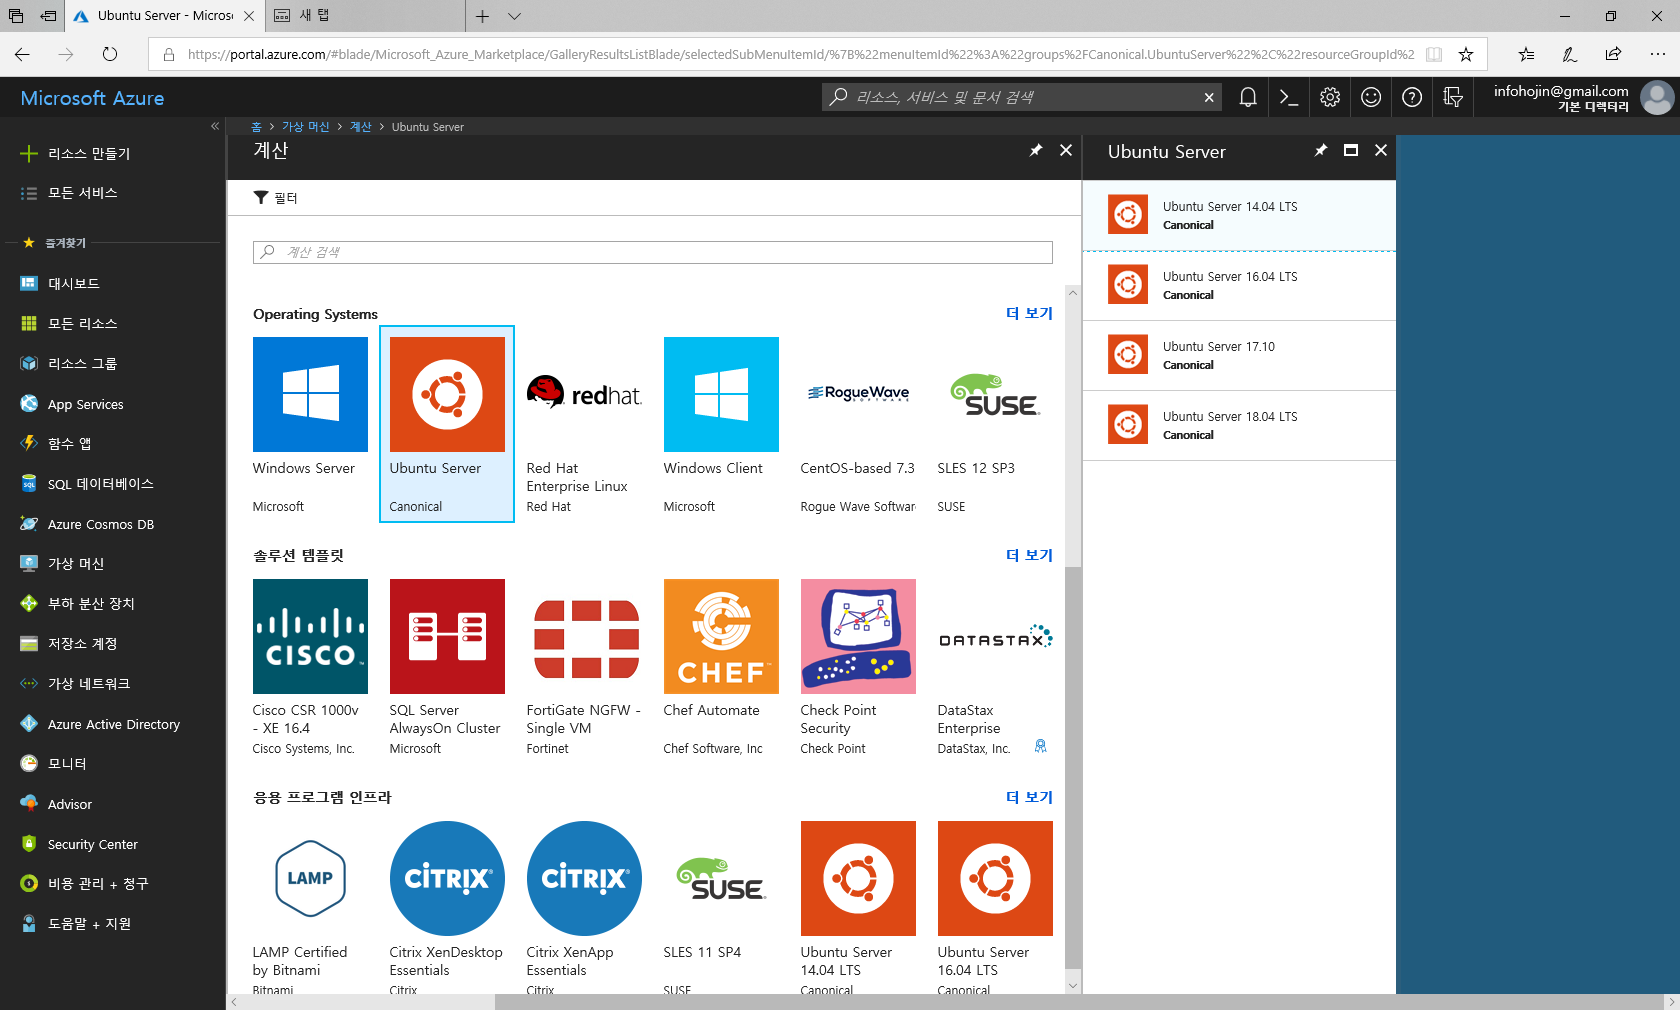 Ubuntu Server - Micros
새 탭
https://portal.azure.com/#blade/Microsoft_Azure_Marketplace/GalleryResultsListBlade/selectedSubMenuItemId/%7B%22menuItemId%22%3A%22groups%2FCanonical.UbuntuServer%22%2C%22resourceGroupId%2
Microsoft Azure
리소스, 서비스 및 문서 검색
infohojin@gmail.com
기본 디렉터리
홈 > 가상 머신 > 계산 > Ubuntu Server
리소스 만들기
모든 서비스
즐겨찾기
대시보드
모든 리소스
리소스 그룹
App Services
함수 앱
SQL 데이터베이스
Azure Cosmos DB
가상 머신
부하 분산 장치
저장소 계정
가상 네트워크
Azure Active Directory
모니터
Advisor
Security Center
비용 관리 + 청구
도움말 + 지원
계산
필터
계산 검색
Operating Systems
더 보기
redhat.
RogueWave
SOFTWARE
SUSE
Windows Server
Microsoft
Ubuntu Server
Canonical
Red Hat
Enterprise Linux
Red Hat
Windows Client
Microsoft
CentOS-based 7.3
Rogue Wave Softwar
SLES 12 SP3
SUSE
솔루션 템플릿
더 보기
CISCO
CHEF
DATASTAX
Cisco CSR 1000v
- XE 16.4
Cisco Systems, Inc.
SQL Server
AlwaysOn Cluster
Microsoft
FortiGate NGFW -
Single VM
Fortinet
Chef Automate
Chef Software, Inc
Check Point
Security
Check Point
DataStax
Enterprise
DataStax, Inc.
응용 프로그램 인프라
더 보기
LAMP
CITRIX
CITRIX
SUSE
LAMP Certified
by Bitnami
Bitnami
Citrix XenDesktop
Essentials
Citrix
Citrix XenApp
Essentials
Citrix
SLES 11 SP4
SUSE
Ubuntu Server
14.04 LTS
Canonical
Ubuntu Server
16.04 LTS
Canonical
Ubuntu Server
Ubuntu Server 14.04 LTS
Canonical
Ubuntu Server 16.04 LTS
Canonical
Ubuntu Server 17.10
Canonical
Ubuntu Server 18.04 LTS
Canonical